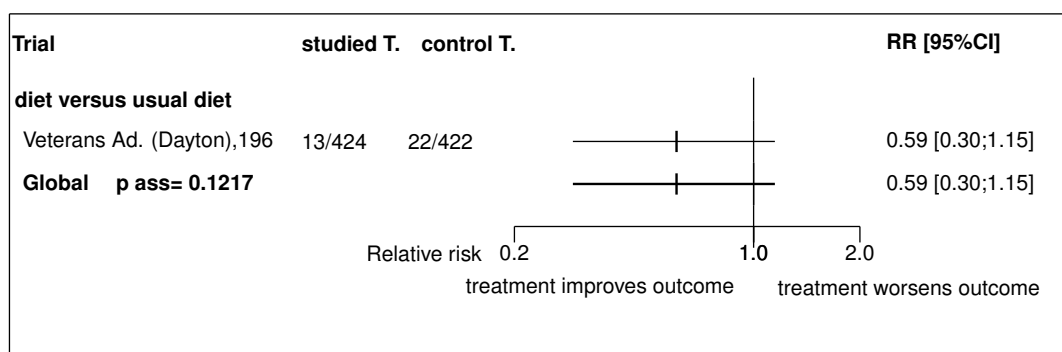 Trial studied T. control T. RR [95%CI]
diet versus usual diet
Veterans Ad. (Dayton),196 13/424 22/422 0.59 [0.30;1.15]
Global p ass= 0.1217 0.59 [0.30;1.15]
Relative risk 0.2 1.0 2.0
treatment improves outcome treatment worsens outcome